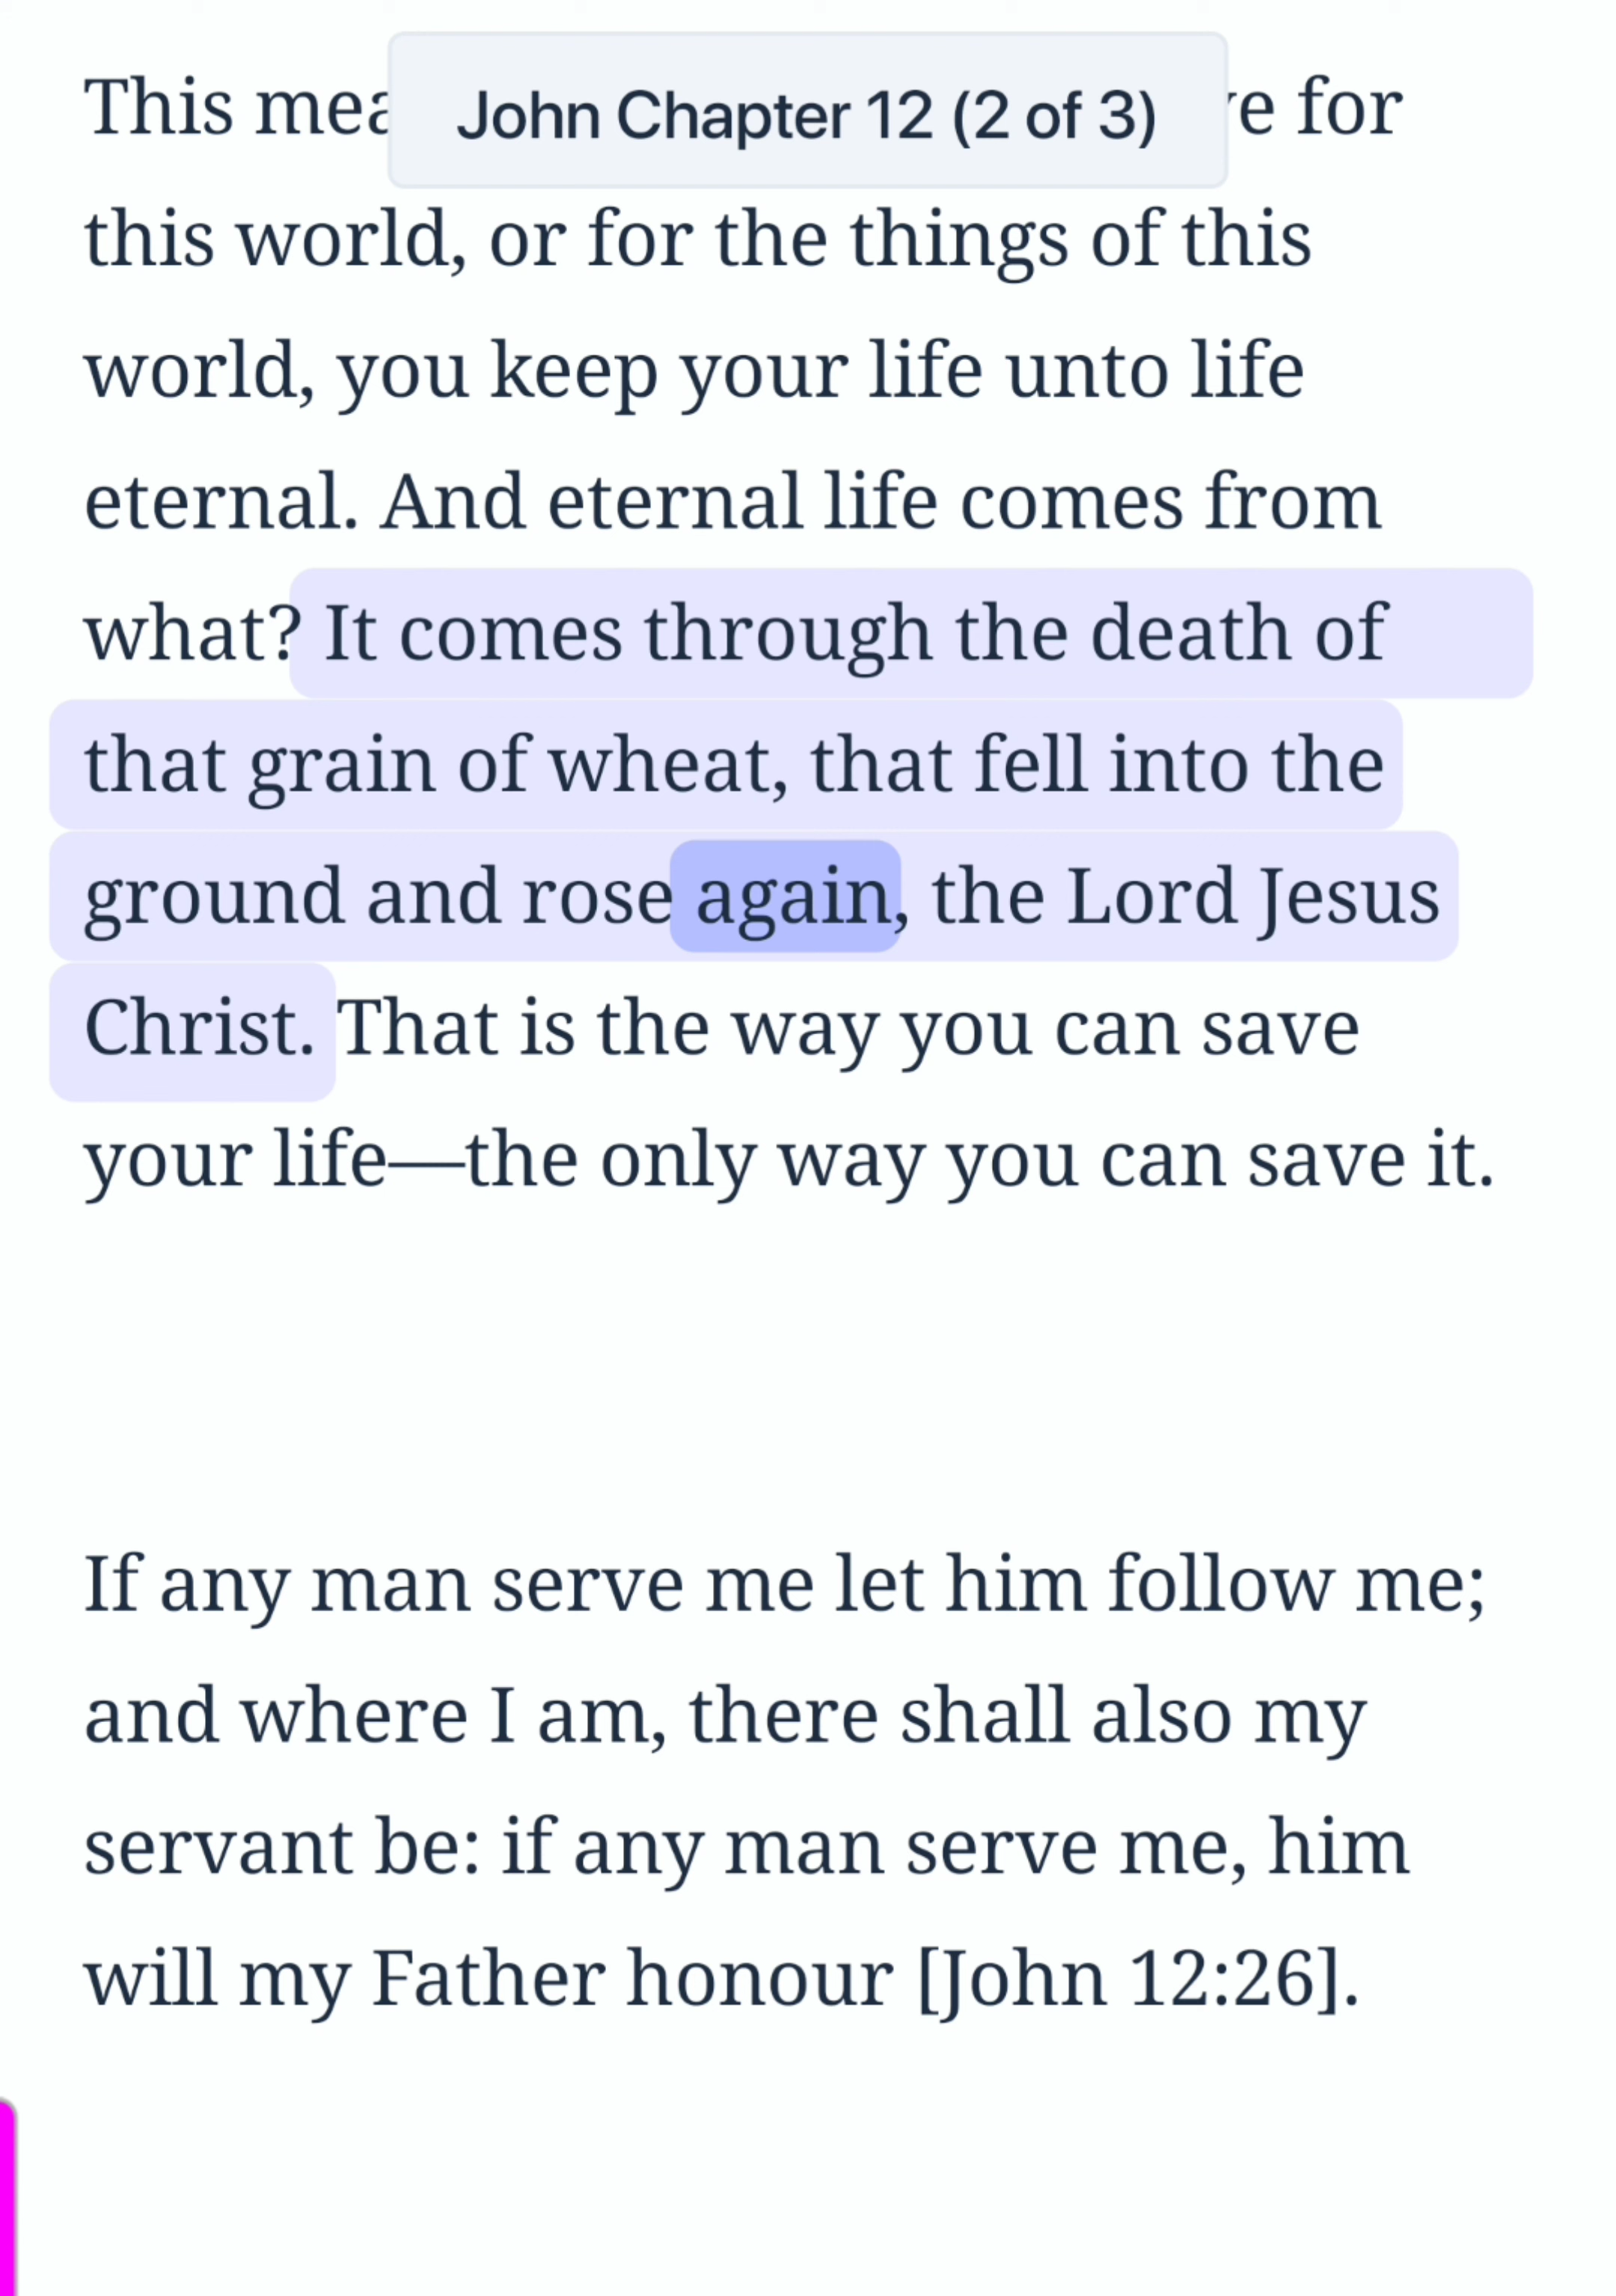 John Chapter 12 (2 of 3)
This for
this world, or for the things of this
world, you keep your life unto life
eternal. And eternal life comes from
what? It comes through the death of
that grain of wheat, that fell into the
ground and rose again, the Lord Jesus
Christ. That is the way you can save
your life—the only way you can save it.
If any man serve me let him follow me;
and where I am, there shall also my
servant be: if any man serve me, him
will my Father honour [John 12:26].